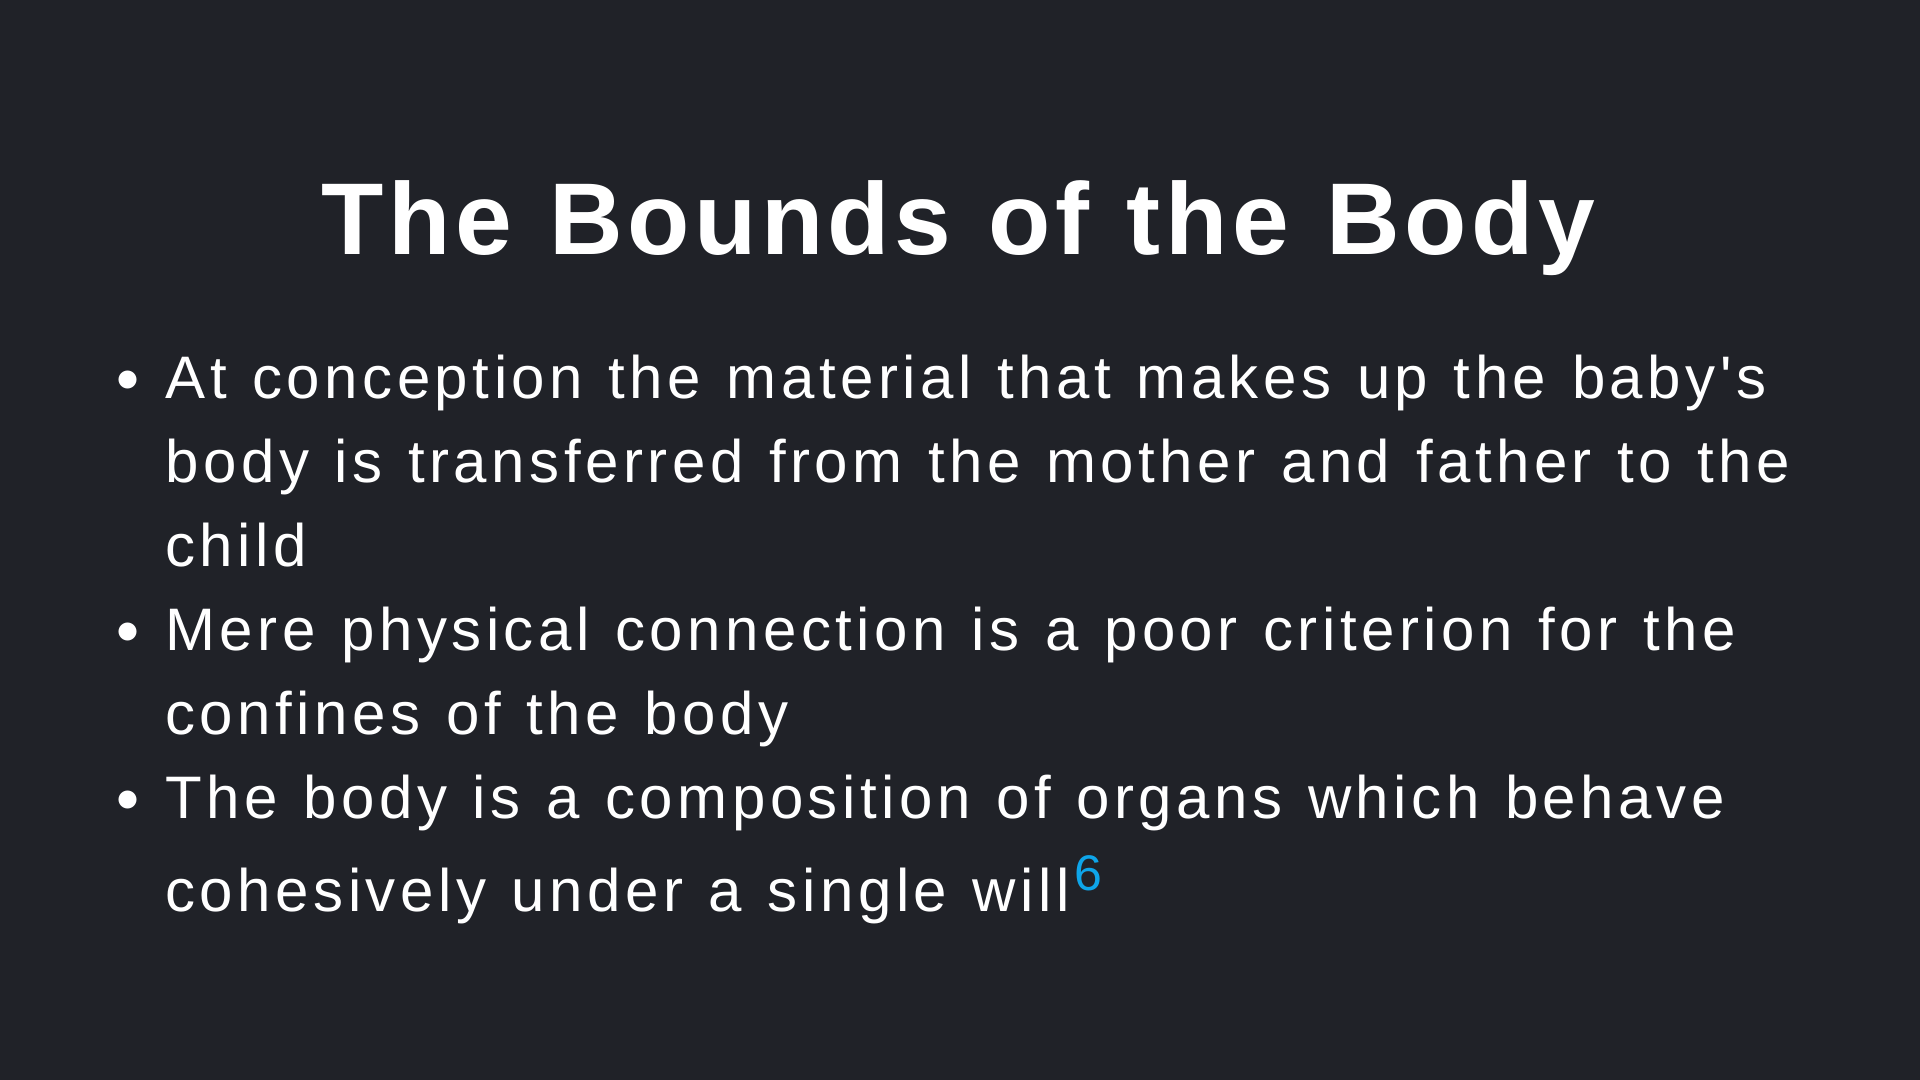 The Bounds of the Body
• At conception the material that makes up the baby's
body is transferred from the mother and father to the
child
• Mere physical connection is a poor criterion for the
confines of the body
• The body is a composition of organs which behave
cohesively under a single will6